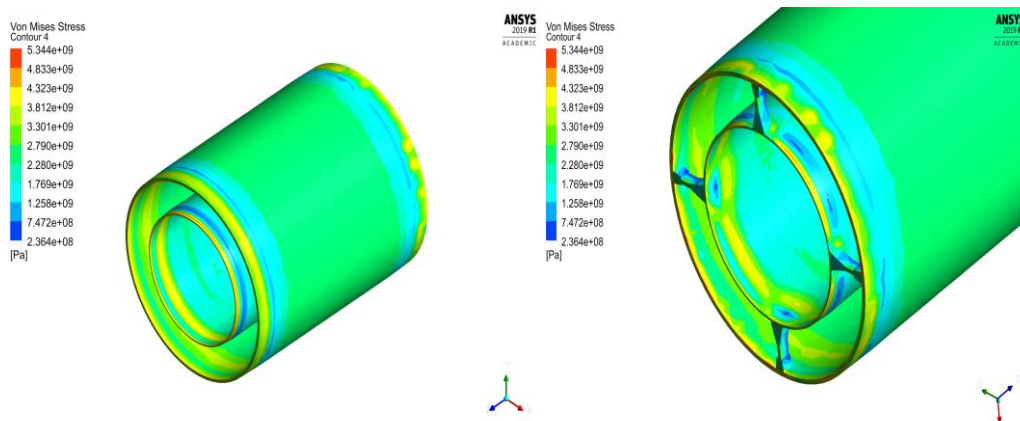 Von Mises Stress
Contour 4
5.344e+09
4.833e+09
4.323e+09
3.812e+09
3.301e+09
2.790e+09
2.280e+09
1.769e+09
1.258e+09
7.472e+08
2.364e+08
[Pa]
ANSYS
2019 R1
ACADEMIC
Von Mises Stress
Contour 4
5.344e+09
4.833e+09
4.323e+09
3.812e+09
3.301e+09
2.790e+09
2.280e+09
1.769e+09
1.258e+09
7.472e+08
2.364e+08
[Pa]
ANSYS
2019 R
ACADEMIC